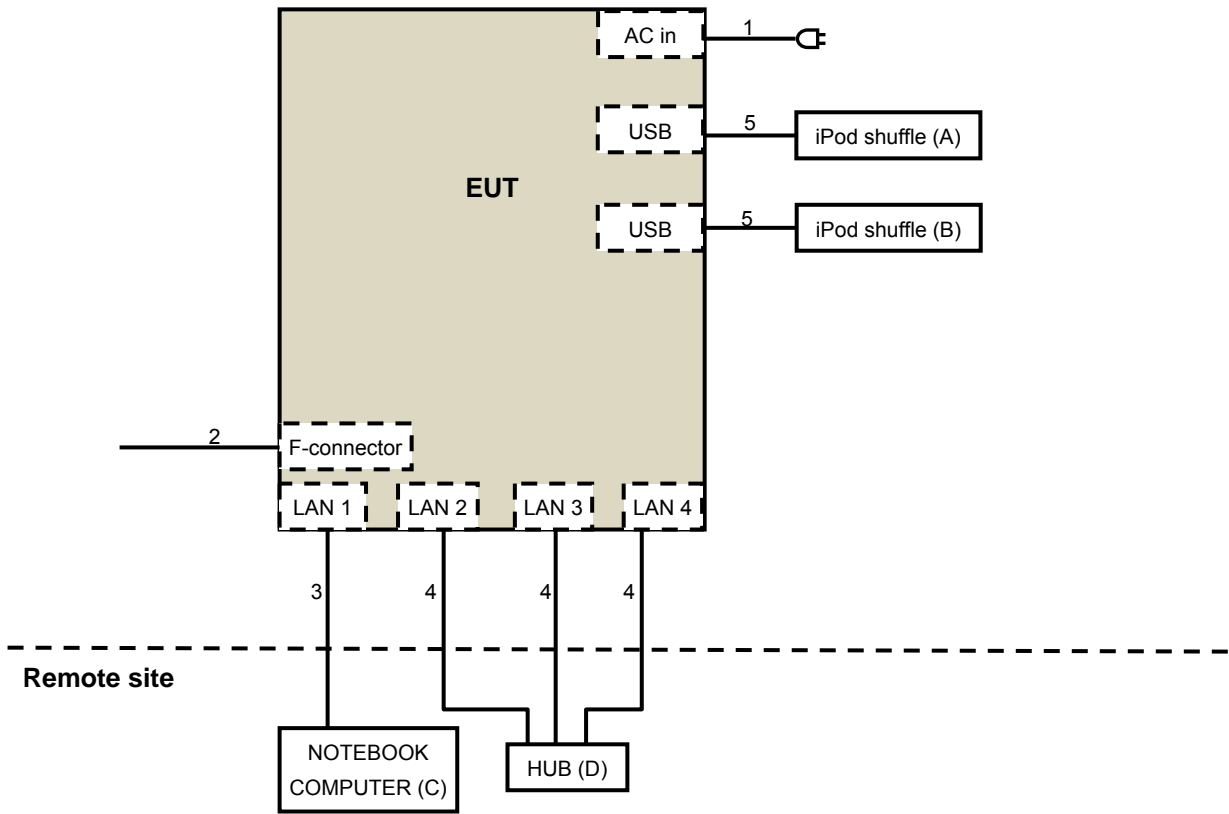 AC in
1
USB
5
iPod shuffle (A)
EUT
USB
5
iPod shuffle (B)
2
F-connector
LAN 1
LAN 2
LAN 3
LAN 4
3
4
4
4
Remote site
NOTEBOOK
COMPUTER (C)
HUB (D)